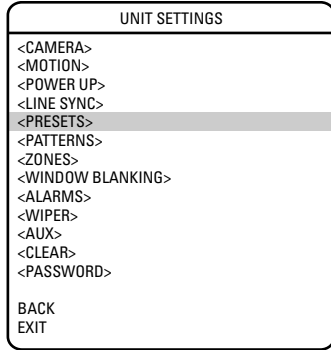 UNIT SETTINGS
<CAMERA>
<MOTION>
<POWER UP>
<LINE SYNC>
<PRESETS>
<PATTERNS>
<ZONES>
<WINDOW BLANKING>
<ALARMS>
<WIPER>
<AUX>
<CLEAR>
<PASSWORD>
BACK
EXIT